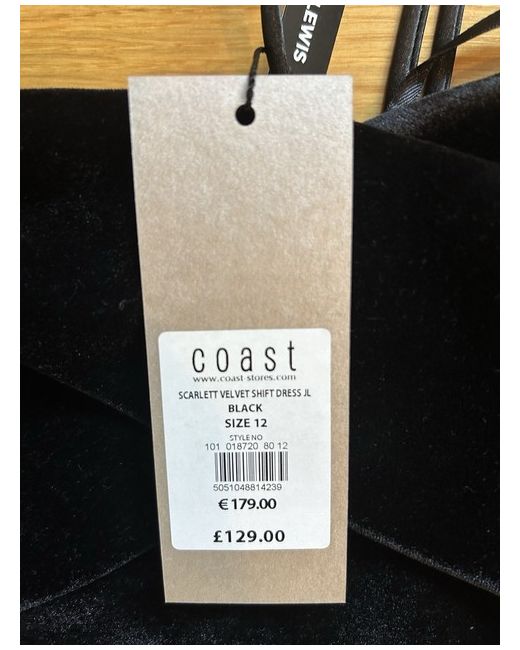 LEWIS
coast
www.coast-stores.com
SCARLETT VELVET SHIFT DRESS JL
BLACK
SIZE 12
STYLE NO
101 018720 80 12
5051048814239
€179.00
£129.00